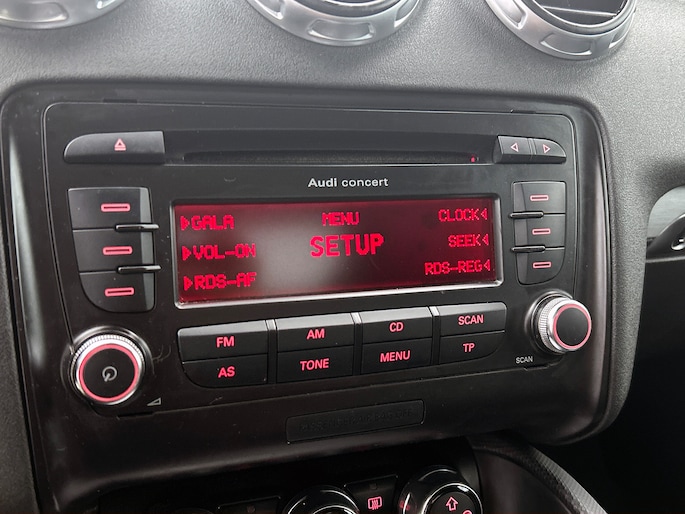 Audi concert
GALA MENU CLOCK
VOL-ON SETUP SEEK
RDS-AF RDS-REG
FM AM CD SCAN
AS TONE MENU TP
SCAN